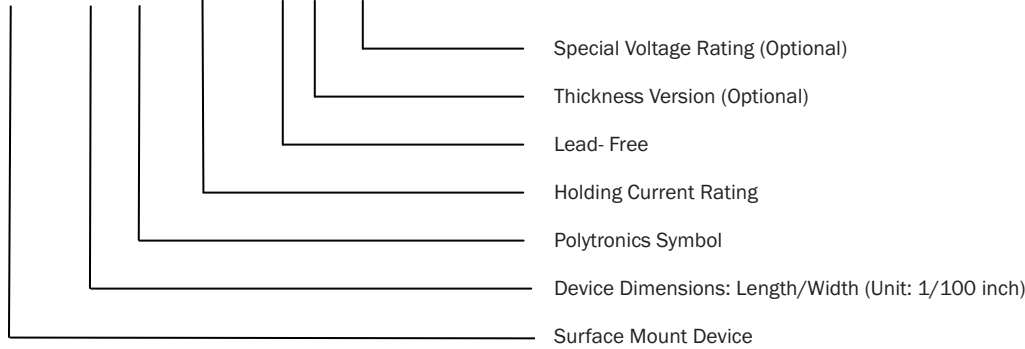 Special Voltage Rating (Optional)
Thickness Version (Optional)
Lead- Free
Holding Current Rating
Polytronics Symbol
Device Dimensions: Length/Width (Unit: 1/100 inch)
Surface Mount Device